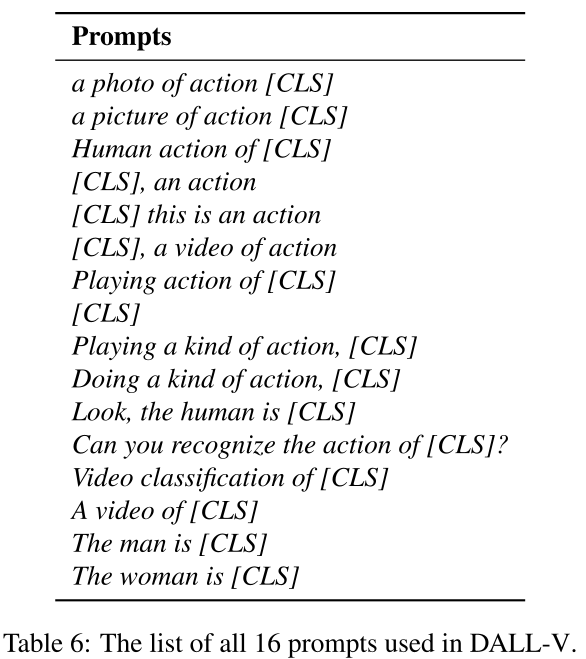 Prompts
a photo of action [CLS]
a picture of action [CLS]
Human action of [CLS]
[CLS], an action
[CLS] this is an action
[CLS], a video of action
Playing action of [CLS]
[CLS]
Playing a kind of action, [CLS]
Doing a kind of action, [CLS]
Look, the human is [CLS]
Can you recognize the action of [CLS]?
Video classification of [CLS]
A video of [CLS]
The man is [CLS]
The woman is [CLS]
Table 6: The list of all 16 prompts used in DALL-V.